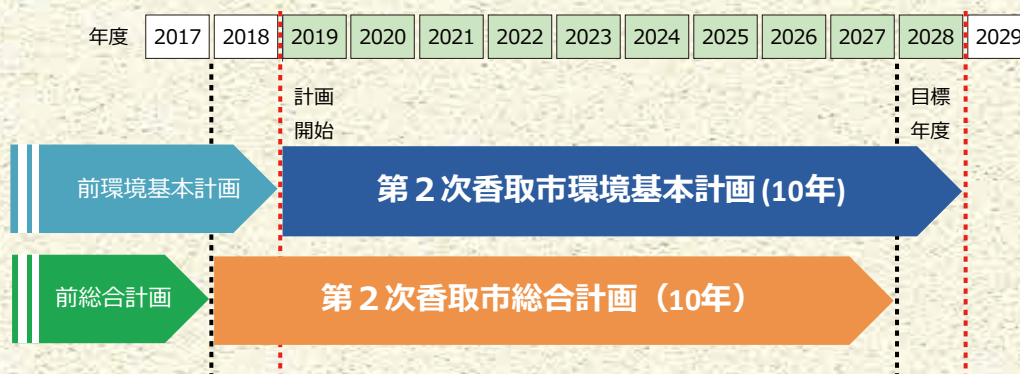 年度 2017 2018 2019 2020 2021 2022 2023 2024 2025 2026 2027 2028 2029
計画
開始
目標
年度
前環境基本計画
第２次香取市環境基本計画(10年)
前総合計画
第２次香取市総合計画（10年）